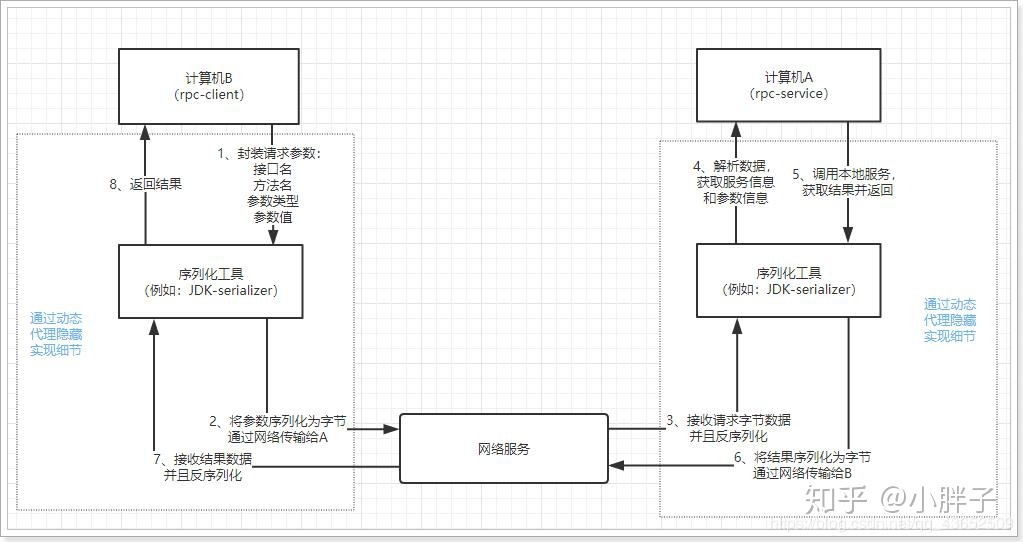 计算机B
（rpc-client）
计算机A
（rpc-service）
1、封装请求参数：
接口名
方法名
参数类型
参数值
8、返回结果
4、解析数据，
获取服务信息
和参数信息
5、调用本地服务，
获取结果并返回
序列化工具
（例如：JDK-serializer）
序列化工具
（例如：JDK-serializer）
通过动态
代理隐藏
实现细节
通过动态
代理隐藏
实现细节
2、将参数序列化为字节
通过网络传输给A
网络服务
3、接收请求字节数据
并且反序列化
7、接收结果数据
并且反序列化
6、将结果序列化为字节
通过网络传输给B
知乎 @小胖子
https://blog.csdn.net/qq_43652509